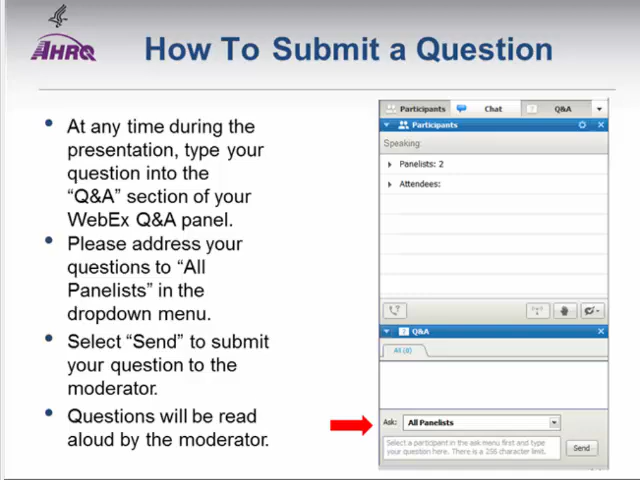 AHRQ
How To Submit a Question
• At any time during the
presentation, type your
question into the
“Q&A” section of your
WebEx Q&A panel.
• Please address your
questions to “All
Panelists” in the
dropdown menu.
• Select “Send” to submit
your question to the
moderator.
• Questions will be read
aloud by the moderator.
Participants Chat Q&A
Participants
Speaking:
Panelists: 2
Attendees:
Q&A
All (0)
Ask: All Panelists
Select a participant in the ask menu first and type
your question here. There is a 256 character limit.
Send